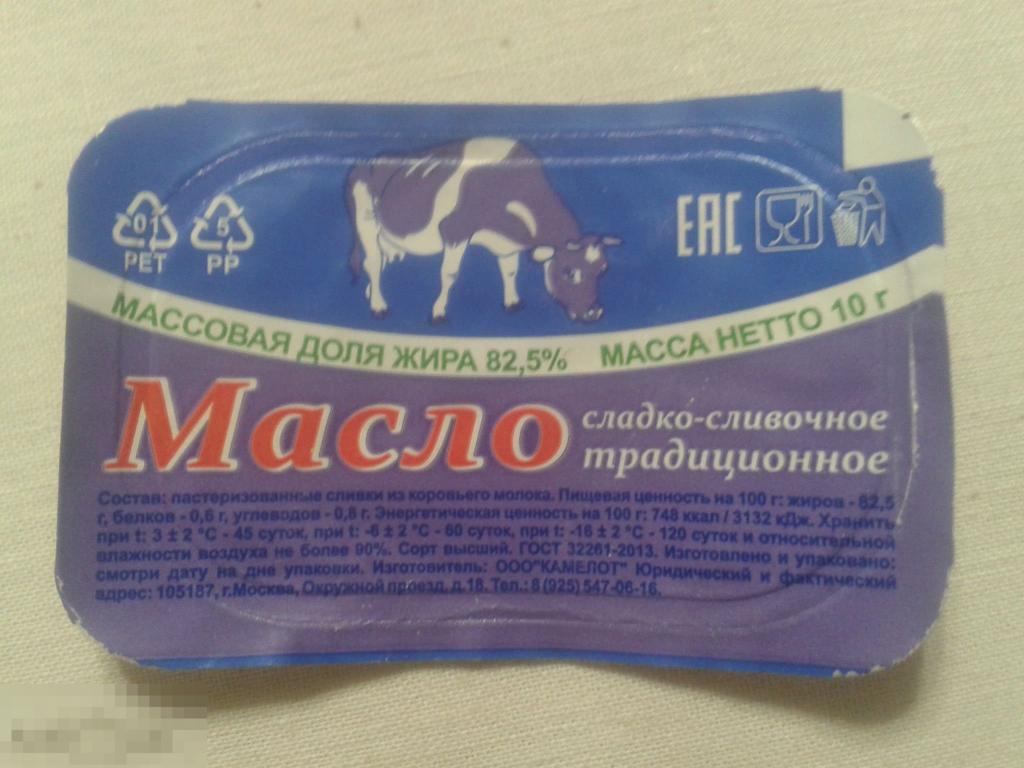 01
PET
5
PP
EAC
МАССОВАЯ ДОЛЯ ЖИРА 82,5% МАССА НЕТТО 10 г
Масло
сладко-сливочное
традиционное
Состав: пастеризованные сливки из коровьего молока. Пищевая ценность на 100 г: жиров - 82,5
г, белков - 0,6 г, углеводов - 0,8 г. Энергетическая ценность на 100 г: 748 ккал / 3132 кДж. Хранить
при t: 3 ± 2 °C - 45 суток, при t: -6 ± 2 °C - 60 суток, при t: -16 ± 2 °C - 120 суток и относительной
влажности воздуха не более 90%. Сорт высший. ГОСТ 32261-2013. Изготовлено и упаковано:
смотри дату на дне упаковки. Изготовитель: ООО"КАМЕЛОТ" Юридический и фактический
адрес: 105187, г.Москва, Окружной проезд, д.18. Тел.: 8 (925) 547-06-16.